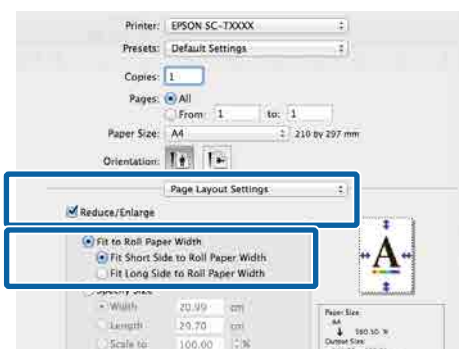 Printer: EPSON SC-TXXXX
Presets: Default Settings
Copies: 1
Pages: All
From: 1 to: 1
Paper Size: A4 210 by 297 mm
Orientation:
Page Layout Settings
Reduce/Enlarge
Fit to Roll Paper Width
Fit Short Side to Roll Paper Width
Fit Long Side to Roll Paper Width
Specify Size
Width 20.99 cm
Length 29.70 cm
Scale to 100.00 %
A
Paper Size
A4
Output Size